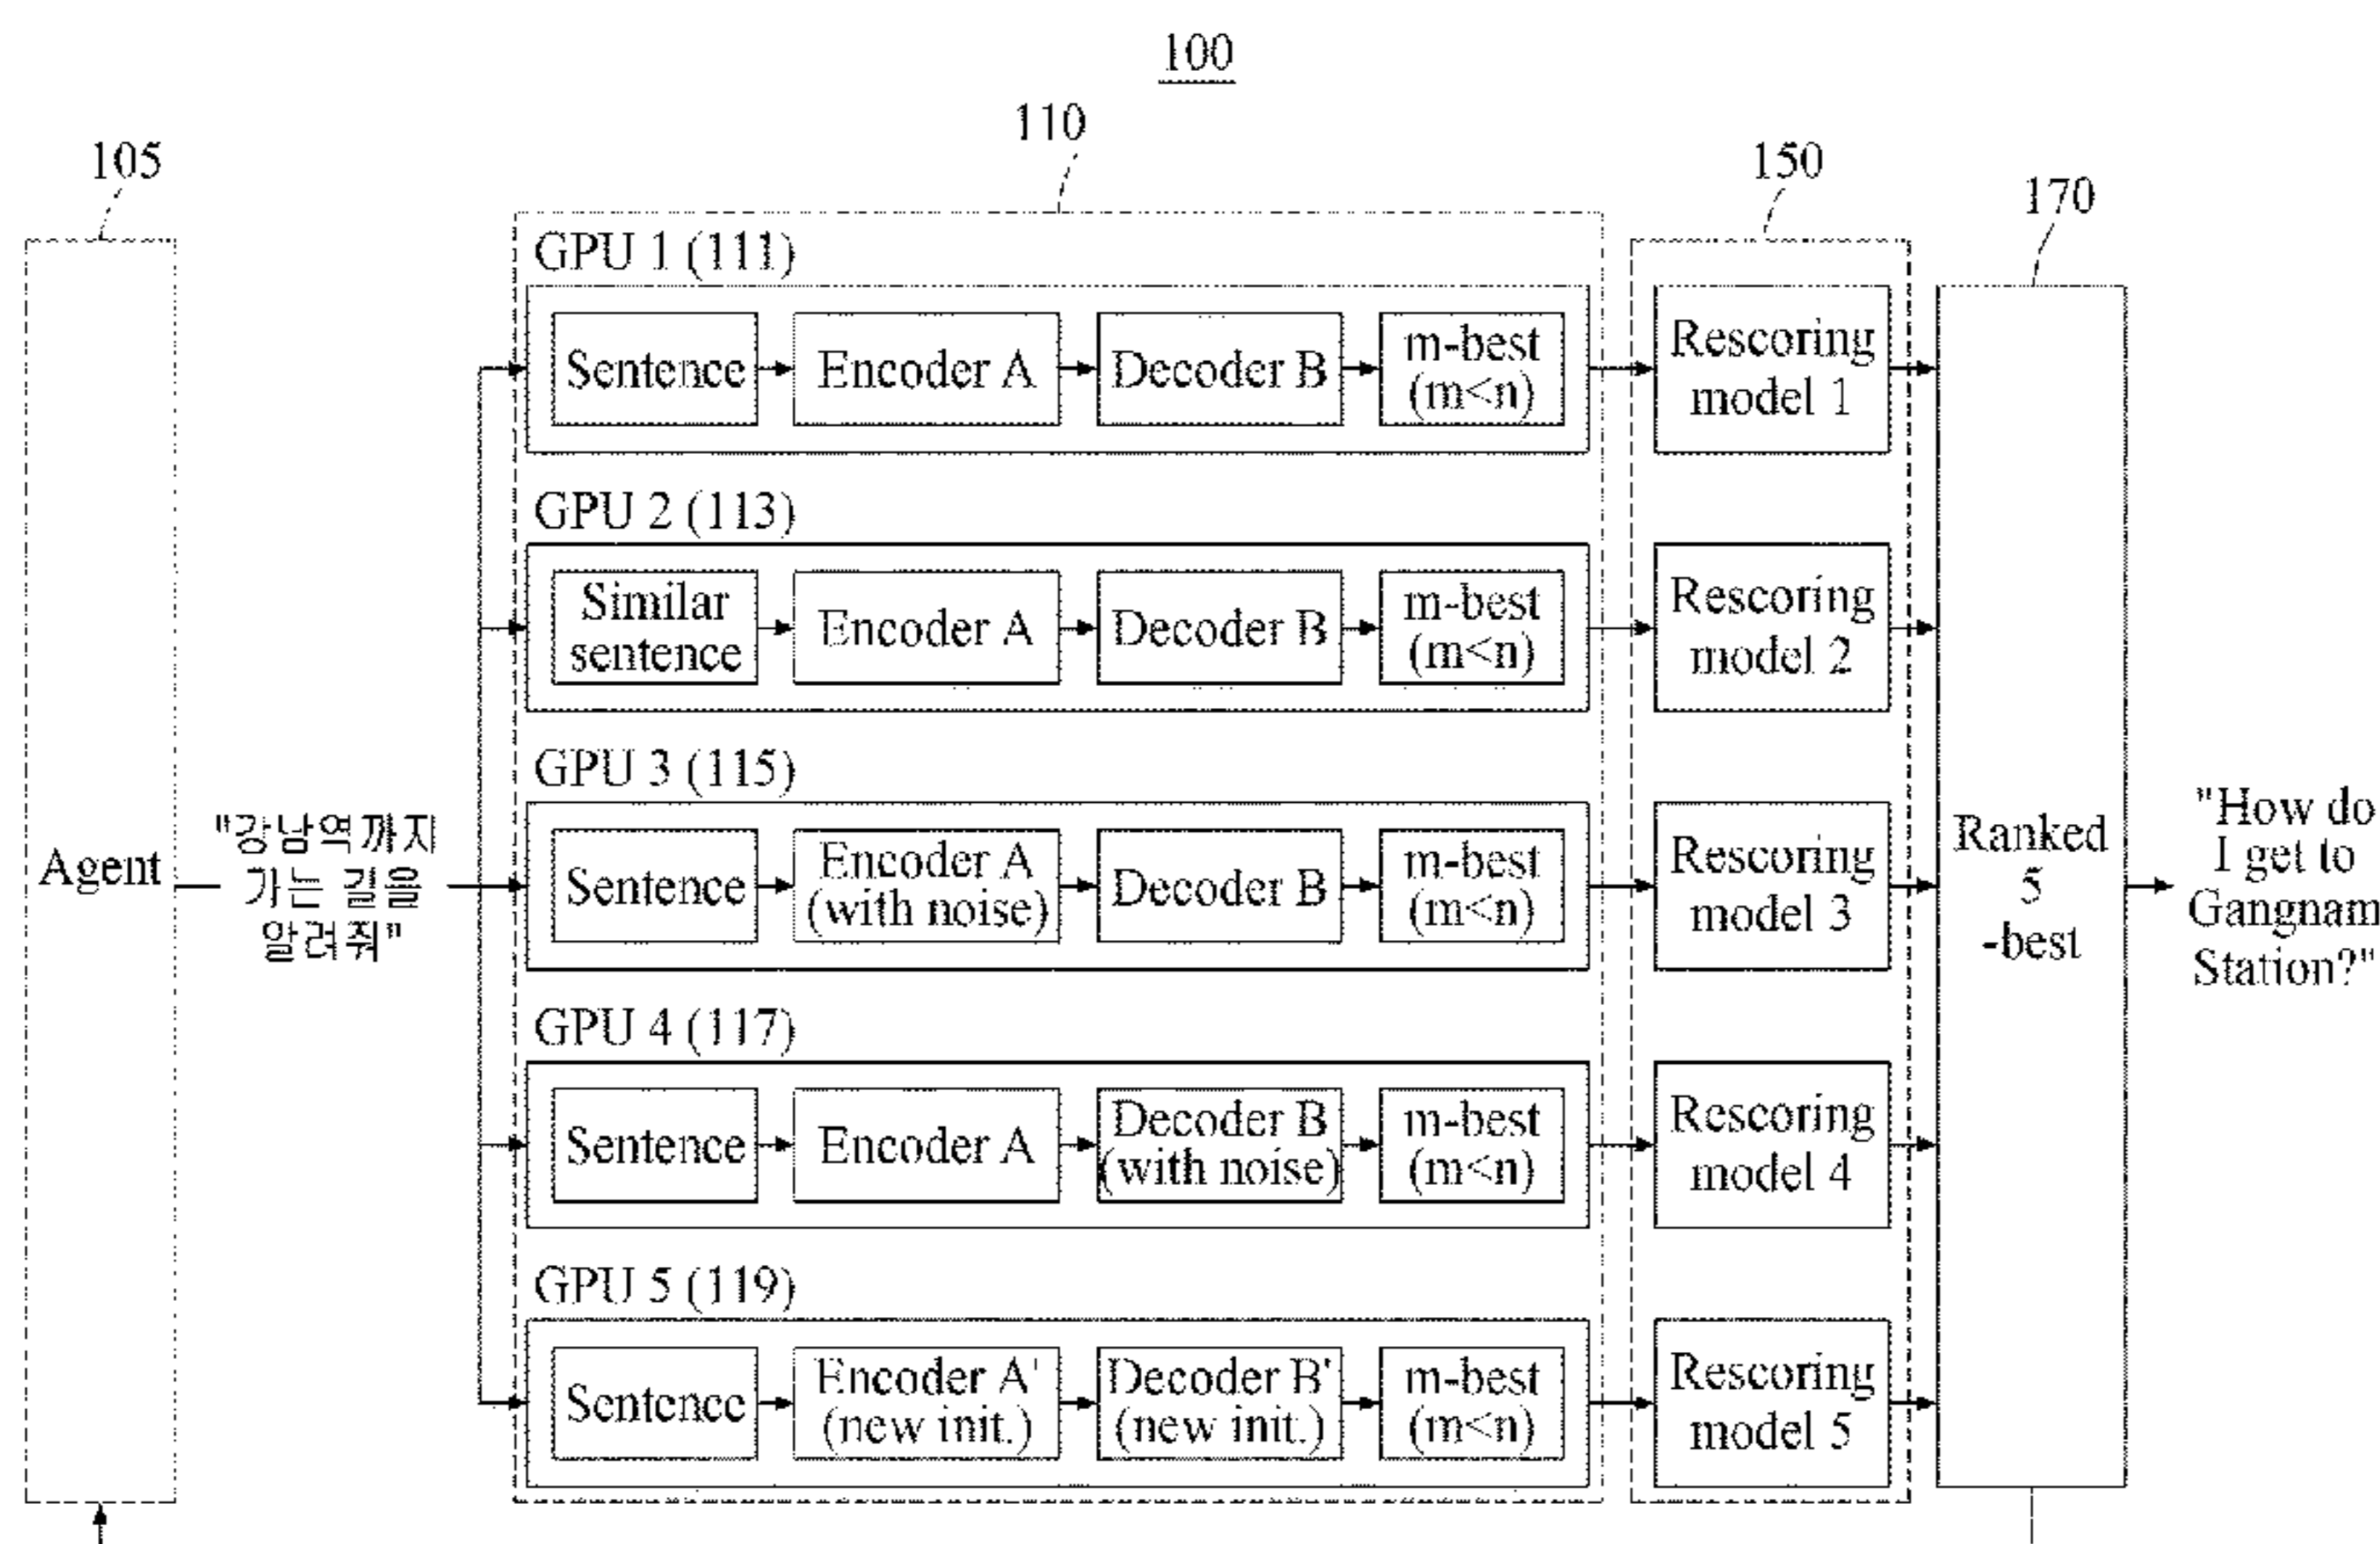 100
105
110
150
170
GPU 1 (111)
Sentence
Encoder A
Decoder B
m-best
(m<n)
Rescoring
model 1
GPU 2 (113)
Similar
sentence
Encoder A
Decoder B
m-best
(m<n)
Rescoring
model 2
GPU 3 (115)
Sentence
Encoder A
(with noise)
Decoder B
m-best
(m<n)
Rescoring
model 3
GPU 4 (117)
Sentence
Encoder A
Decoder B
(with noise)
m-best
(m<n)
Rescoring
model 4
GPU 5 (119)
Sentence
Encoder A'
(new init.)
Decoder B'
(new init.)
m-best
(m<n)
Rescoring
model 5
Agent
"강남역까지
가는 길을
알려줘"
Ranked
5
-best
"How do
I get to
Gangnam
Station?"